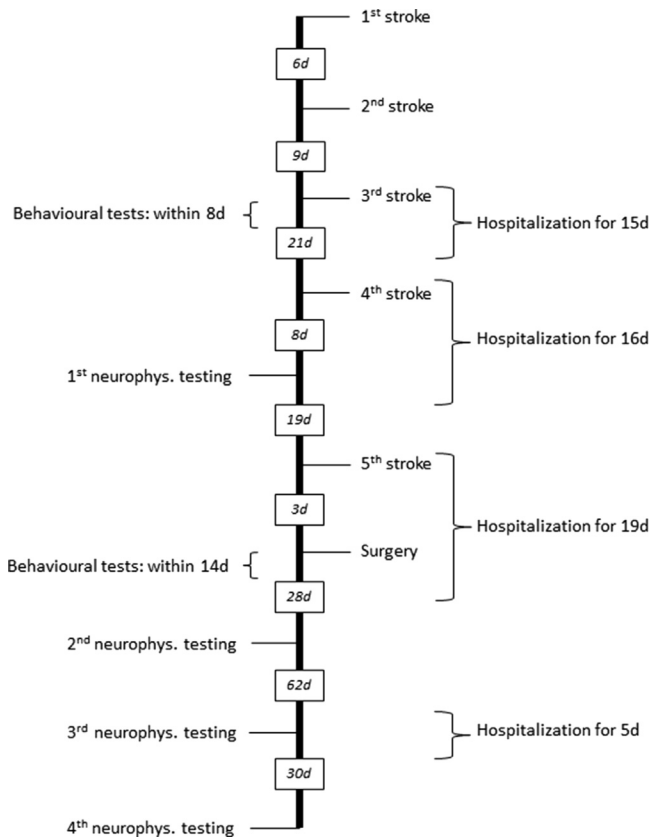 1st stroke
6d
2nd stroke
9d
3rd stroke
Behavioural tests: within 8d
Hospitalization for 15d
21d
4th stroke
8d
Hospitalization for 16d
1st neurophys. testing
19d
5th stroke
3d
Hospitalization for 19d
Surgery
Behavioural tests: within 14d
28d
2nd neurophys. testing
62d
3rd neurophys. testing
Hospitalization for 5d
30d
4th neurophys. testing